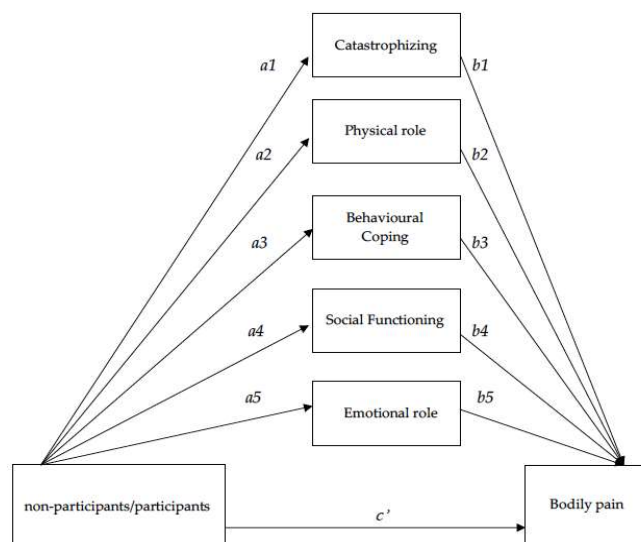 Catastrophizing
a1
b1
Physical role
a2
b2
Behavioural
Coping
a3
b3
Social Functioning
a4
b4
Emotional role
a5
b5
non-participants/participants
Bodily pain
c'